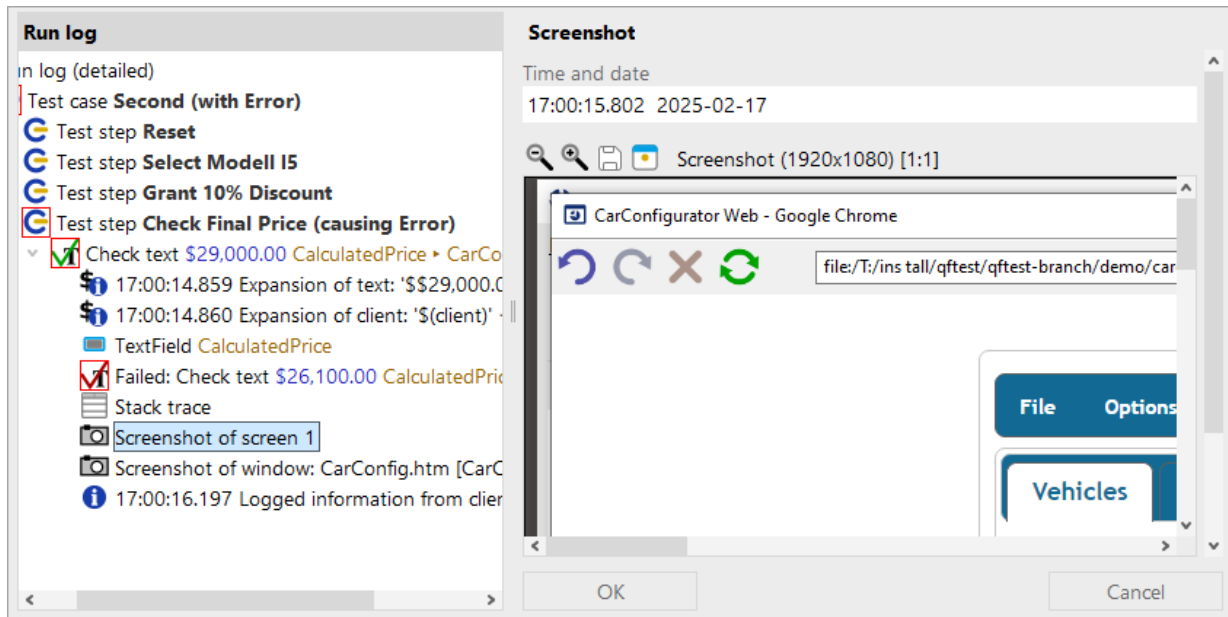 Run log
n log (detailed)
Test case Second (with Error)
Test step Reset
Test step Select Modell I5
Test step Grant 10% Discount
Test step Check Final Price (causing Error)
Check text $29,000.00 CalculatedPrice ▸ CarCo
17:00:14.859 Expansion of text: '$$29,000.0
17:00:14.860 Expansion of client: '$(client)' -
TextField CalculatedPrice
Failed: Check text $26,100.00 CalculatedPric
Stack trace
Screenshot of screen 1
Screenshot of window: CarConfig.htm [CarC
17:00:16.197 Logged information from clien
Screenshot
Time and date
17:00:15.802 2025-02-17
Screenshot (1920x1080) [1:1]
CarConfigurator Web - Google Chrome
file:/T:/ins tall/qftest/qftest-branch/demo/car
File Options
Vehicles
OK Cancel